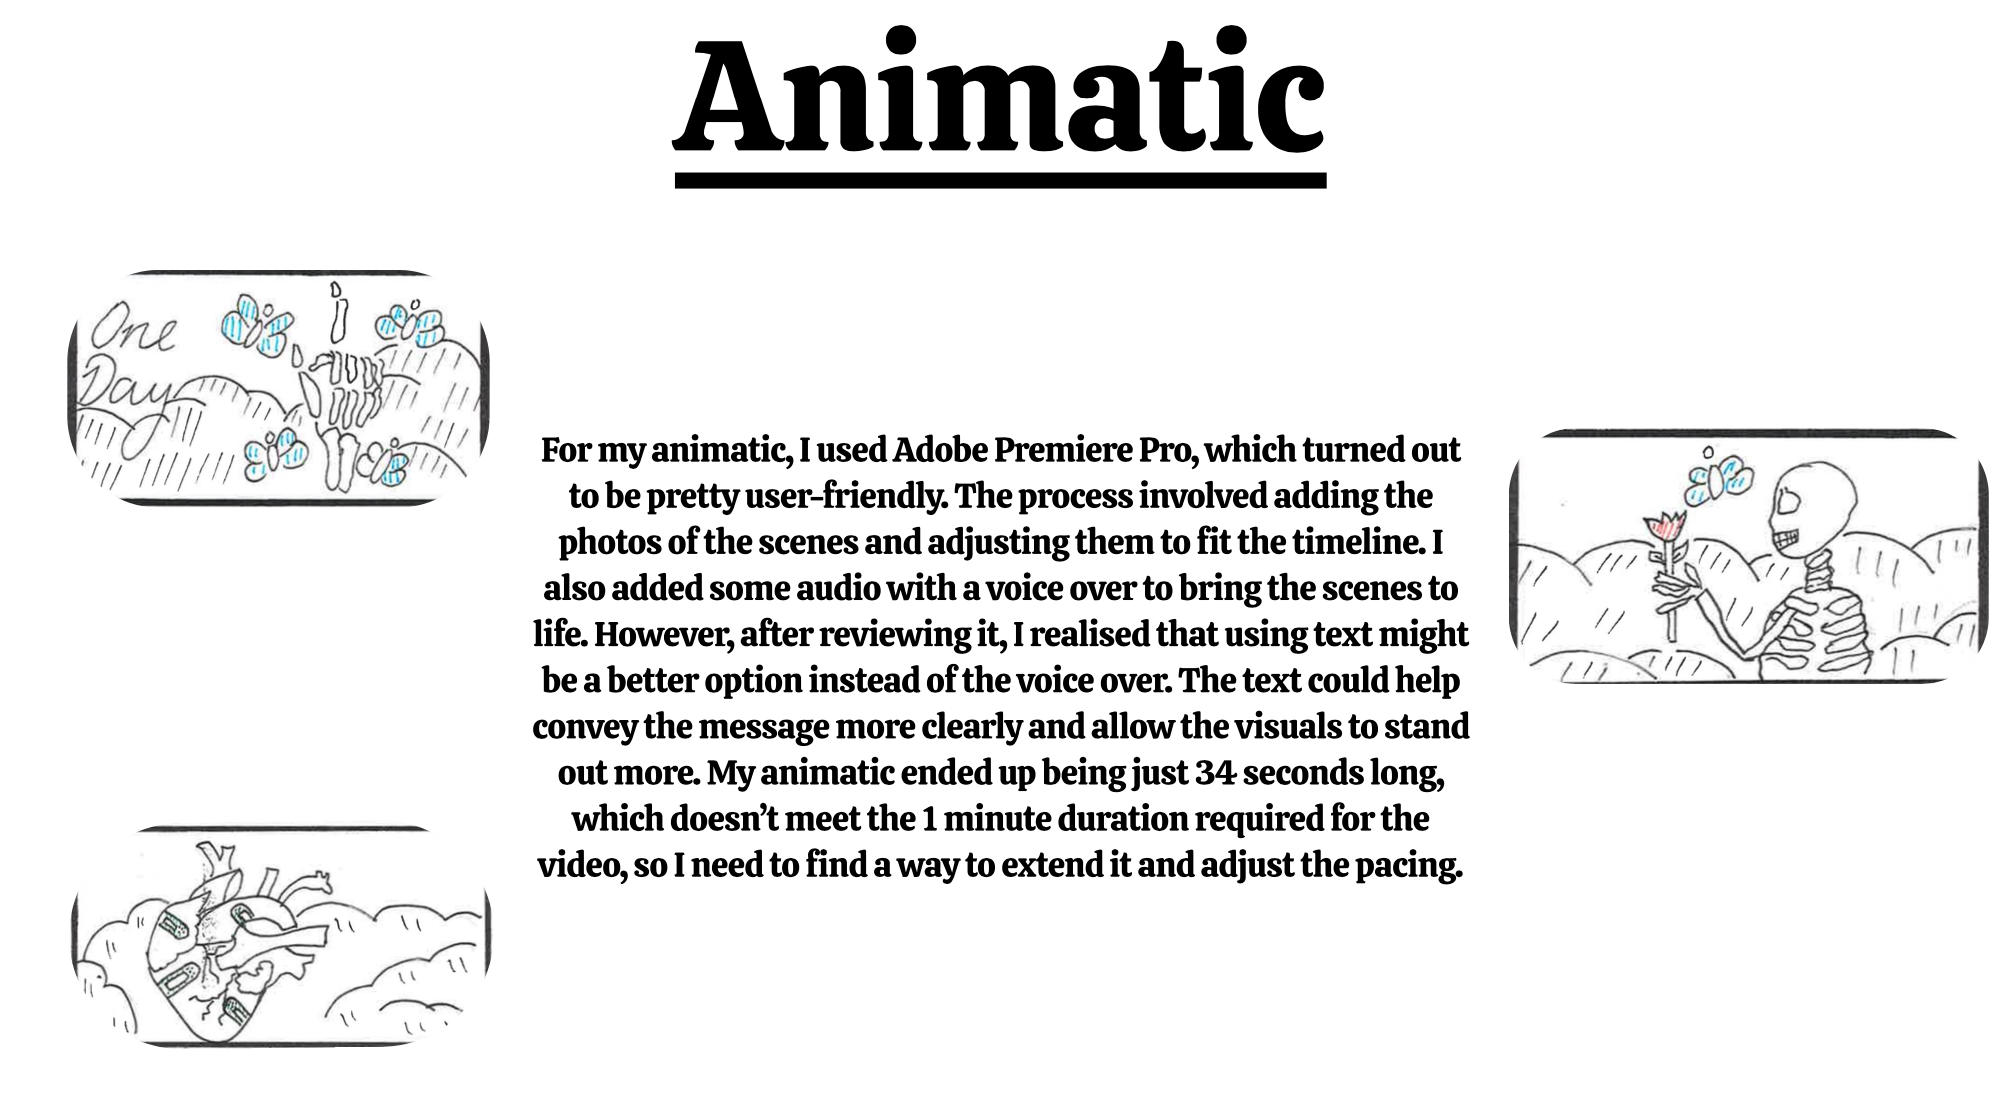 Animatic
One
Day
For my animatic, I used Adobe Premiere Pro, which turned out
to be pretty user-friendly. The process involved adding the
photos of the scenes and adjusting them to fit the timeline. I
also added some audio with a voice over to bring the scenes to
life. However, after reviewing it, I realised that using text might
be a better option instead of the voice over. The text could help
convey the message more clearly and allow the visuals to stand
out more. My animatic ended up being just 34 seconds long,
which doesn’t meet the 1 minute duration required for the
video, so I need to find a way to extend it and adjust the pacing.